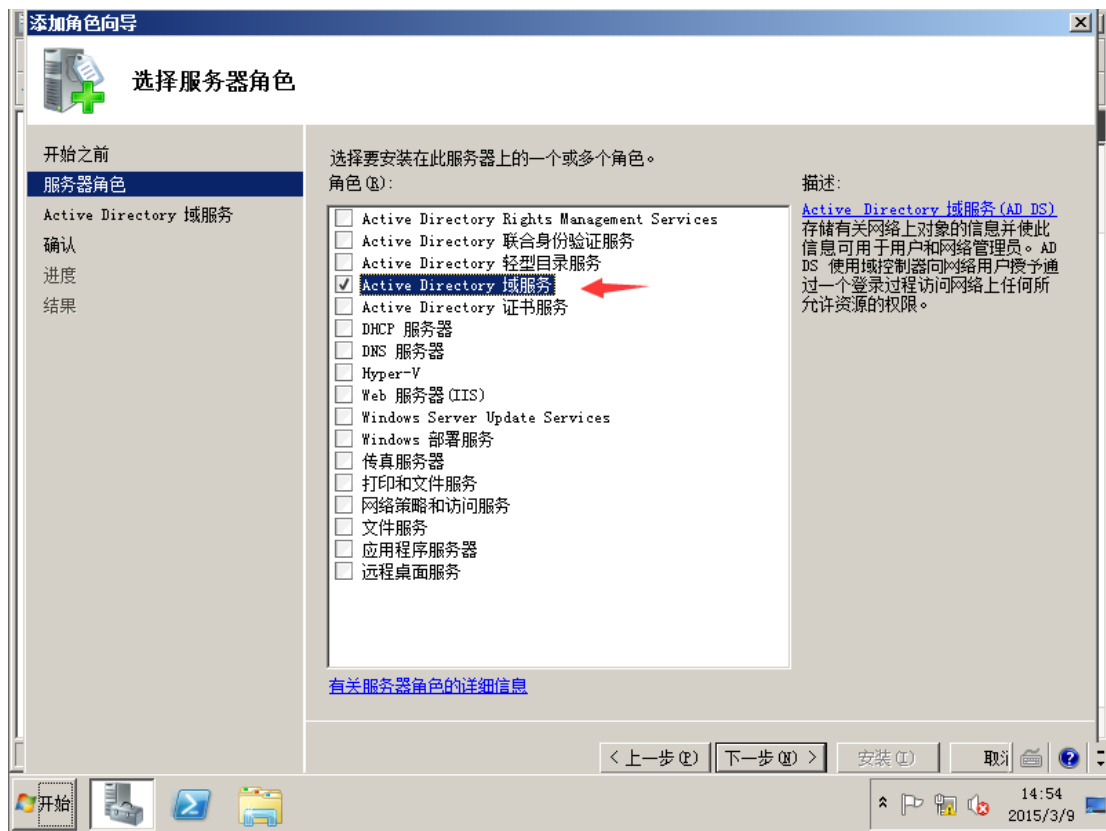 添加角色向导
选择服务器角色
开始之前
服务器角色
Active Directory 域服务
确认
进度
结果
选择要安装在此服务器上的一个或多个角色。
角色(R):
Active Directory Rights Management Services
Active Directory 联合身份验证服务
Active Directory 轻型目录服务
Active Directory 域服务
Active Directory 证书服务
DHCP 服务器
DNS 服务器
Hyper-V
Web 服务器(IIS)
Windows Server Update Services
Windows 部署服务
传真服务器
打印和文件服务
网络策略和访问服务
文件服务
应用程序服务器
远程桌面服务
有关服务器角色的详细信息
描述:
Active Directory 域服务(AD DS)
存储有关网络上对象的信息并使此
信息可用于用户和网络管理员。AD
DS 使用域控制器向网络用户授予通
过一个登录过程访问网络上任何所
允许资源的权限。
< 上一步(P)
下一步(N) >
安装(I)
取
开始
14:54
2015/3/9